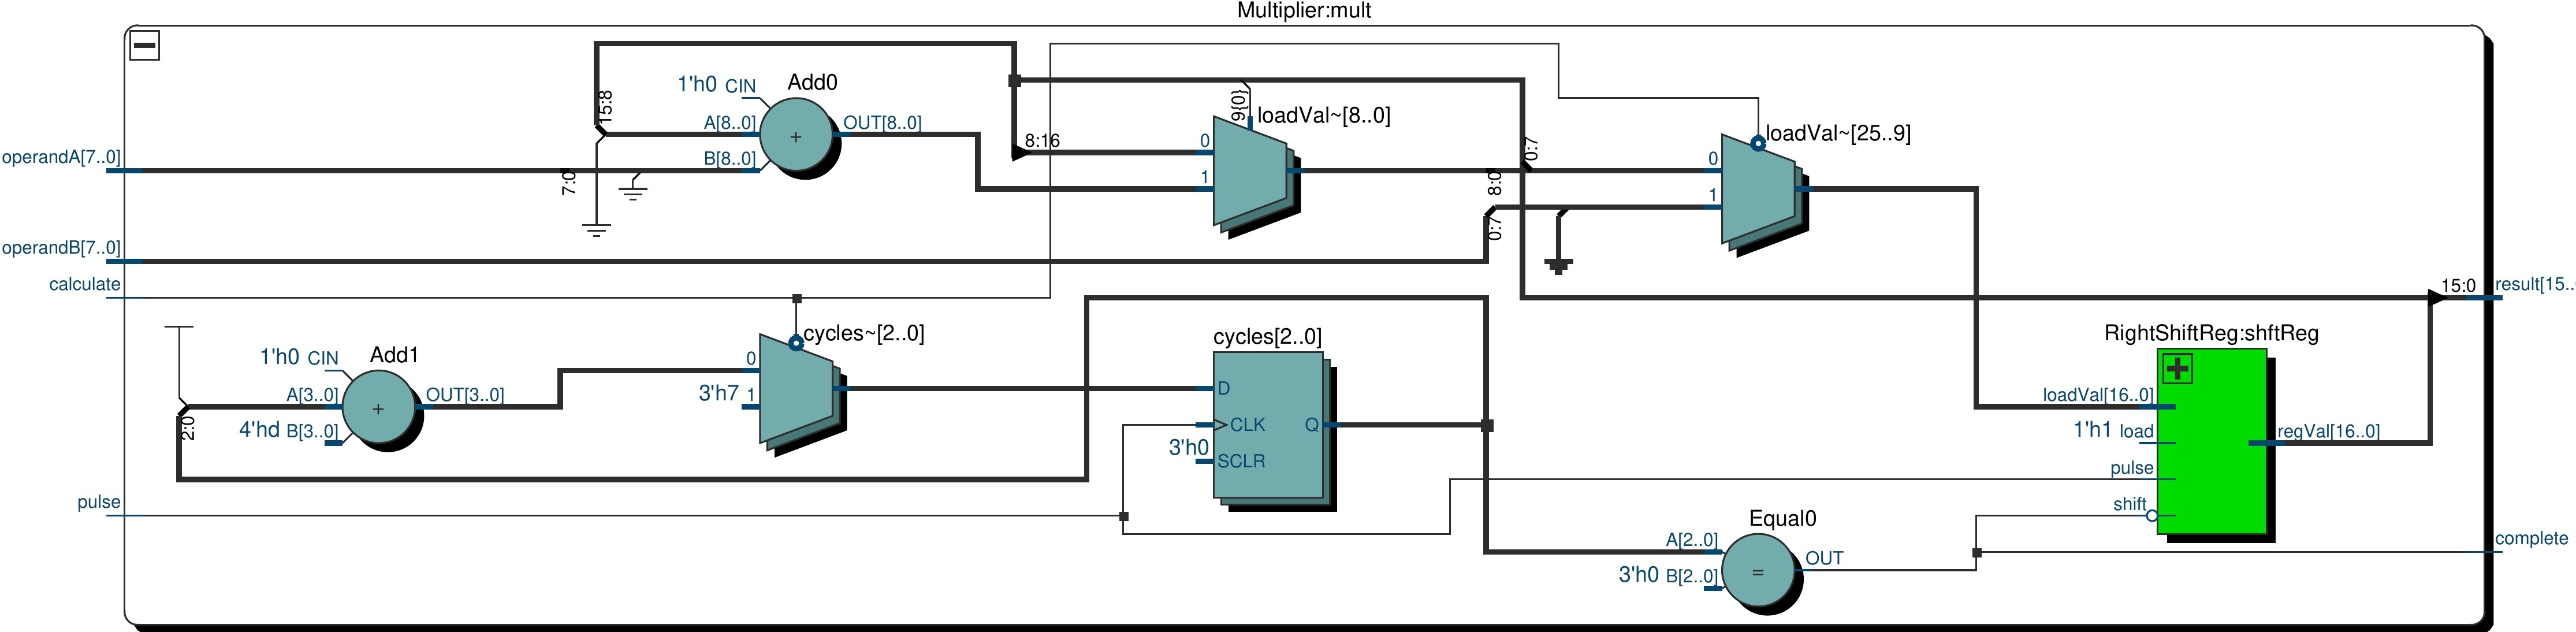 Multiplier:mult
1'h0 CIN
Add0
A[8..0]
OUT[8..0]
B[8..0]
+
15:8
7:0
operandA[7..0]
operandB[7..0]
calculate
8:16
9{0}
loadVal~[8..0]
0
1
0:7
8:0
0:7
loadVal~[25..9]
0
1
15:0
result[15..
1'h0 CIN
Add1
A[3..0]
OUT[3..0]
4'hd B[3..0]
+
2:0
cycles~[2..0]
0
3'h7 1
cycles[2..0]
D
CLK
Q
3'h0
SCLR
pulse
RightShiftReg:shftReg
loadVal[16..0]
1'h1 load
regVal[16..0]
pulse
shift
Equal0
A[2..0]
OUT
3'h0 B[2..0]
=
complete